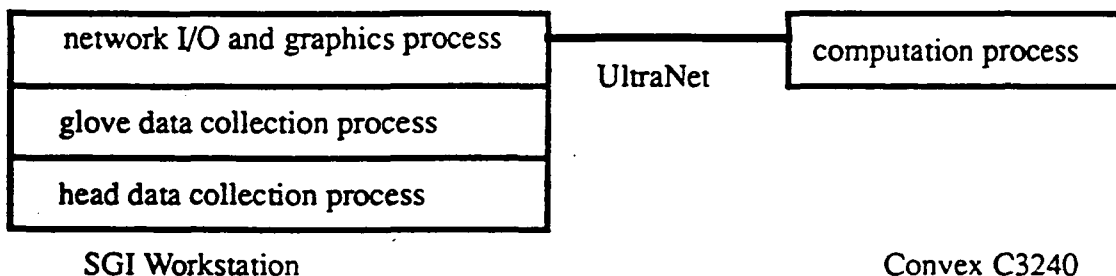 network I/O and graphics process
computation process
UltraNet
glove data collection process
head data collection process
SGI Workstation
Convex C3240